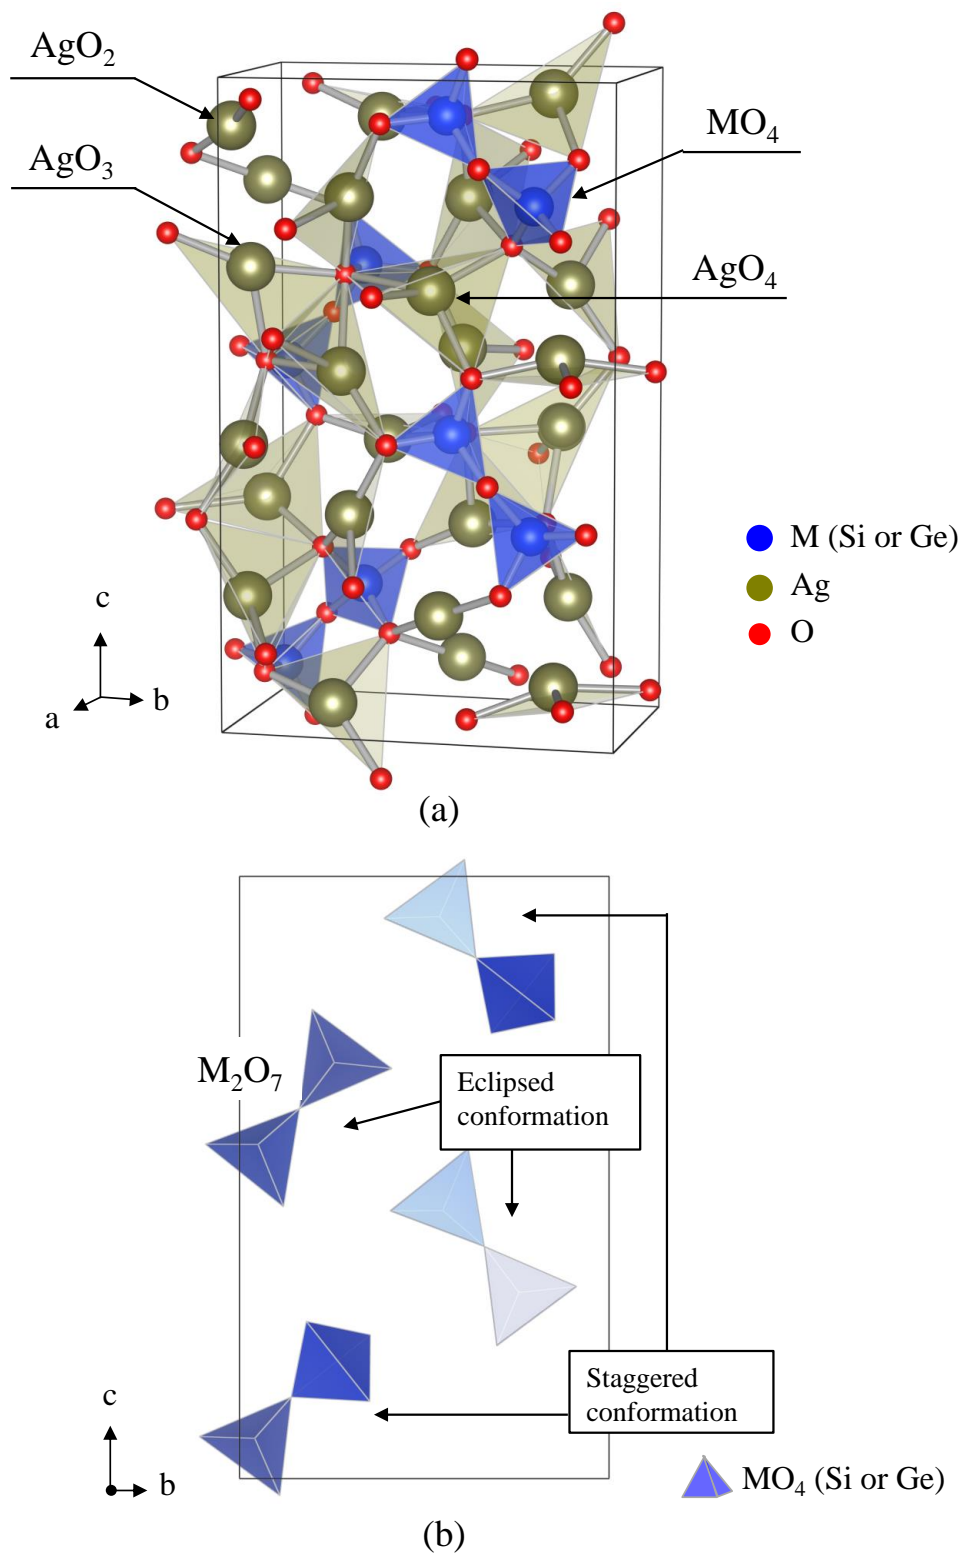 AgO₂
AgO₃
MO₄
AgO₄
M (Si or Ge)
Ag
O
c
a
b
(a)
M₂O₇
Eclipsed
conformation
Staggered
conformation
c
b
MO₄ (Si or Ge)
(b)